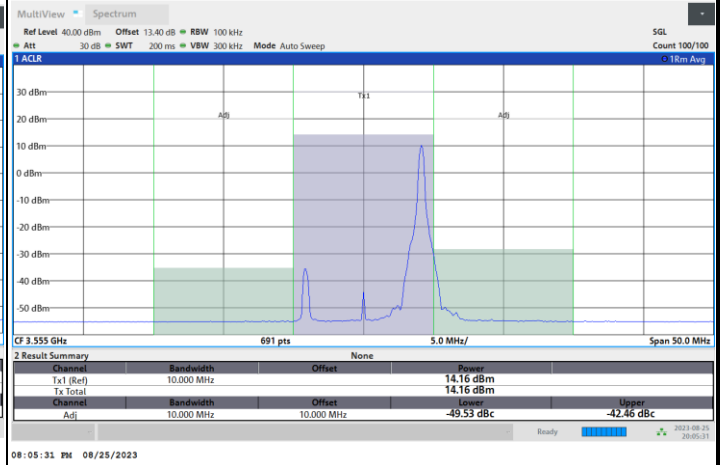 MultiView Spectrum
Ref Level 40.00 dBm Offset 13.40 dB RBW 100 kHz SGL
Att 30 dB SWT 200 ms VBW 300 kHz Mode Auto Sweep Count 100/100
1 ACLR 1Rm Avg
30 dBm
Tx1
20 dBm Adj Adj
10 dBm
0 dBm
-10 dBm
-20 dBm
-30 dBm
-40 dBm
-50 dBm
CF 3.555 GHz 691 pts 5.0 MHz/ Span 50.0 MHz
2 Result Summary None
Channel Bandwidth Offset Power
Tx1 (Ref) 10.000 MHz 14.16 dBm
Tx Total 14.16 dBm
Channel Bandwidth Offset Lower Upper
Adj 10.000 MHz 10.000 MHz -49.53 dBc -42.46 dBc
Ready 2023-08-25
20:05:31
08:05:31 PM 08/25/2023